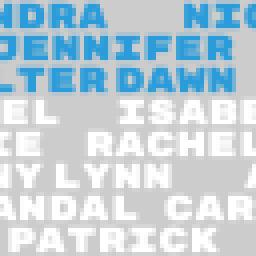 NDRA NIC
JENNIFER
LTER DAWN
EL ISABE
IE RACHEL
NY LYNN
ANDAL CAR
PATRICK